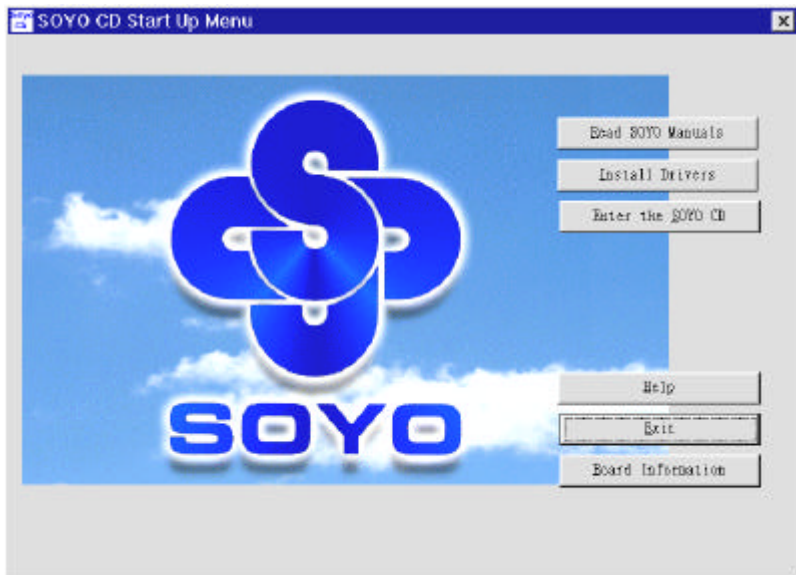 SOYO CD Start Up Menu
Read SOYO Manuals
Install Drivers
Enter the SOYO CD
SOYO
Help
Exit
Board Information